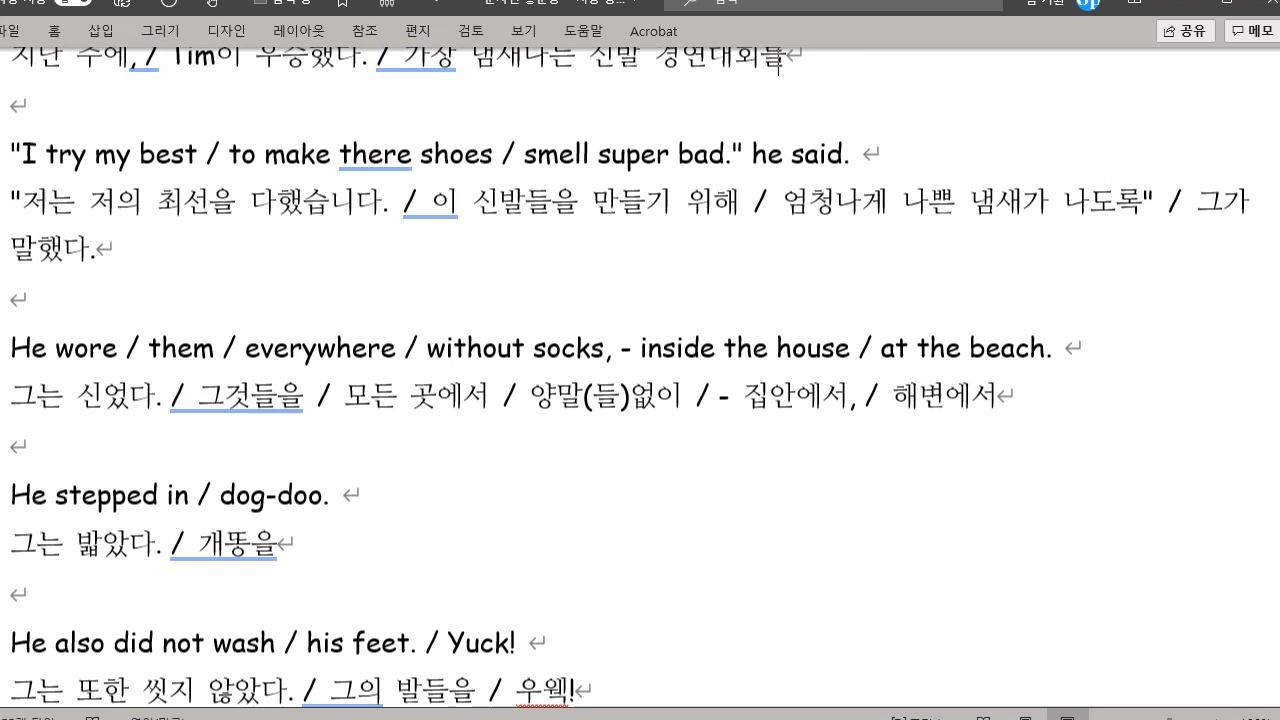 홈 삽입 그리기 디자인 레이아웃 참조 편지 검토 보기 도움말 Acrobat 공유 메모
지난 주에, / Tim이 우승했다. / 가장 냄새나는 신발 경연대회를
"I try my best / to make there shoes / smell super bad." he said.
"저는 저의 최선을 다했습니다. / 이 신발들을 만들기 위해 / 엄청나게 나쁜 냄새가 나도록" / 그가
말했다.
He wore / them / everywhere / without socks, - inside the house / at the beach.
그는 신었다. / 그것들을 / 모든 곳에서 / 양말(들)없이 / - 집안에서, / 해변에서
He stepped in / dog-doo.
그는 밟았다. / 개똥을
He also did not wash / his feet. / Yuck!
그는 또한 씻지 않았다. / 그의 발들을 / 우웩!